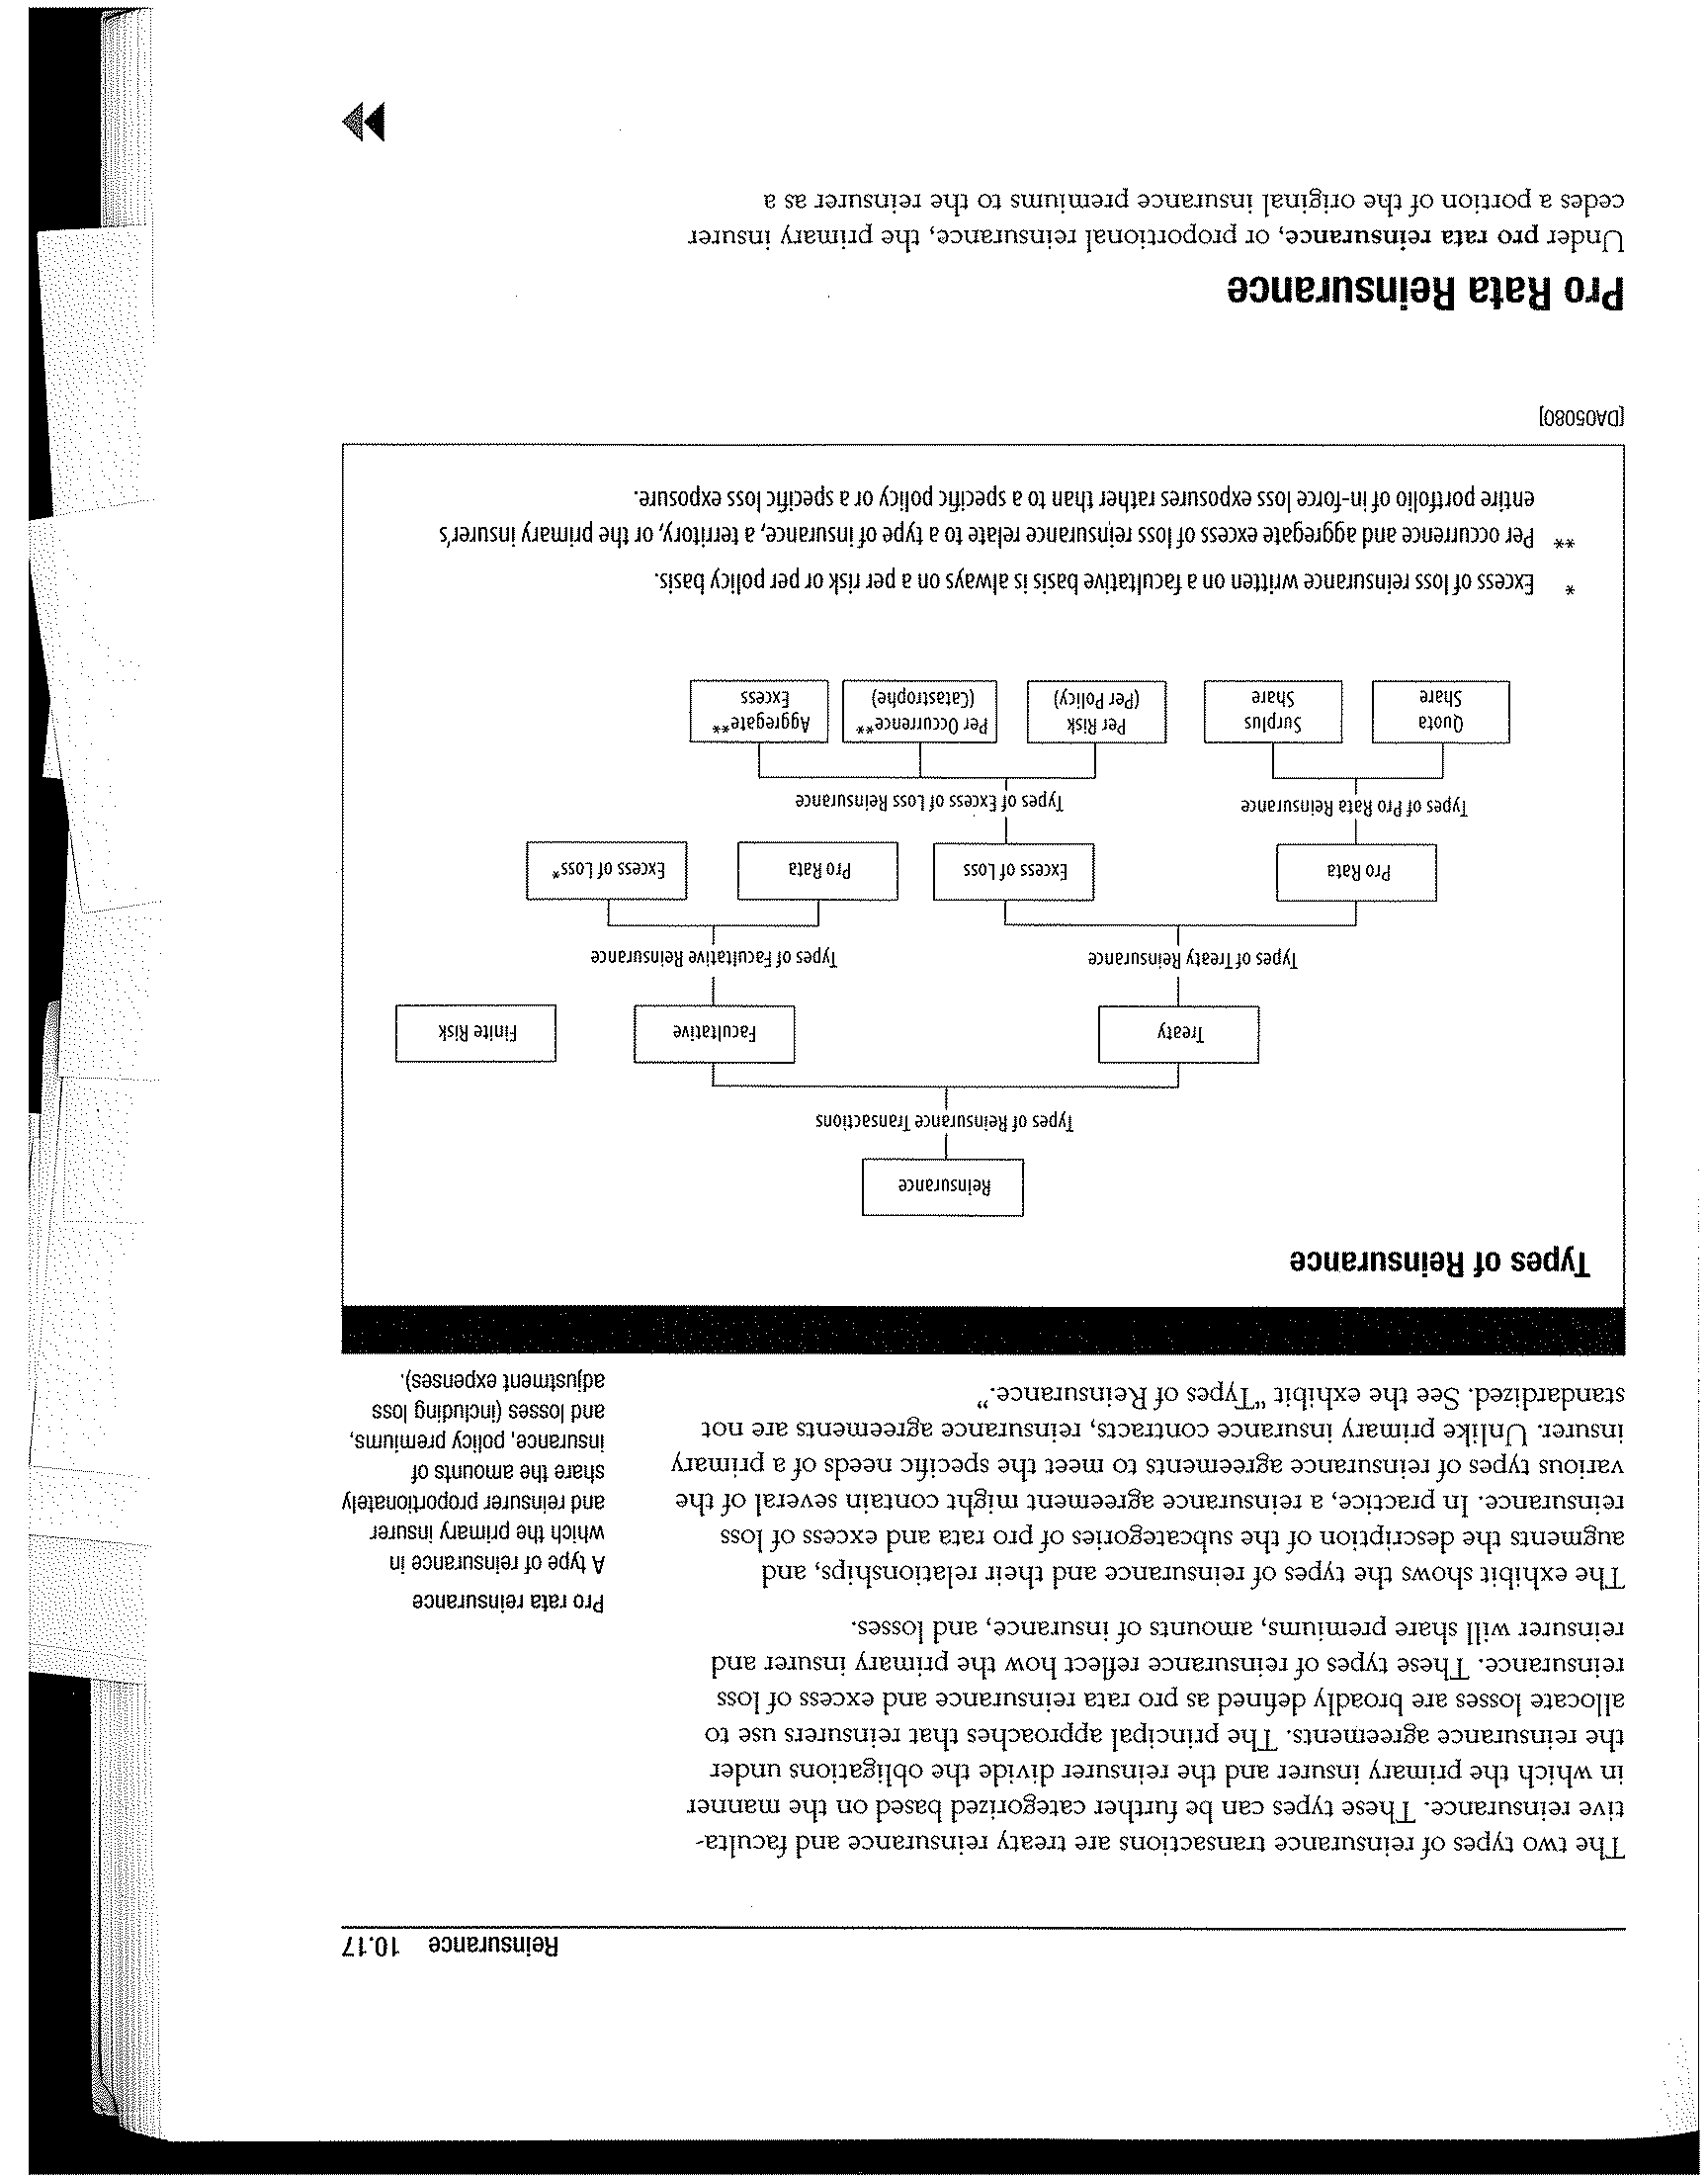 Reinsurance 10.17
The two types of reinsurance transactions are treaty reinsurance and faculta-
tive reinsurance. These types can be further categorized based on the manner
in which the primary insurer and the reinsurer divide the obligations under
the reinsurance agreements. The principal approaches that reinsurers use to
allocate losses are broadly defined as pro rata reinsurance and excess of loss
reinsurance. These types of reinsurance reflect how the primary insurer and
reinsurer will share premiums, amounts of insurance, and losses.
The exhibit shows the types of reinsurance and their relationships, and
augments the description of the subcategories of pro rata and excess of loss
reinsurance. In practice, a reinsurance agreement might contain several of the
various types of reinsurance agreements to meet the specific needs of a primary
insurer. Unlike primary insurance contracts, reinsurance agreements are not
standardized. See the exhibit “Types of Reinsurance.”
Pro rata reinsurance
A type of reinsurance in
which the primary insurer
and reinsurer proportionately
share the amounts of
insurance, policy premiums,
and losses (including loss
adjustment expenses).
Types of Reinsurance
Reinsurance
Types of Reinsurance Transactions
Treaty
Facultative
Finite Risk
Types of Treaty Reinsurance
Types of Facultative Reinsurance
Pro Rata
Excess of Loss
Pro Rata
Excess of Loss*
Types of Pro Rata Reinsurance
Types of Excess of Loss Reinsurance
Quota
Share
Surplus
Share
Per Risk
(Per Policy)
Per Occurrence**
(Catastrophe)
Aggregate**
Excess
* Excess of loss reinsurance written on a facultative basis is always on a per risk or per policy basis.
** Per occurrence and aggregate excess of loss reinsurance relate to a type of insurance, a territory, or the primary insurer's
entire portfolio of in-force loss exposures rather than to a specific policy or a specific loss exposure.
[DA05080]
Pro Rata Reinsurance
Under pro rata reinsurance, or proportional reinsurance, the primary insurer
cedes a portion of the original insurance premiums to the reinsurer as a